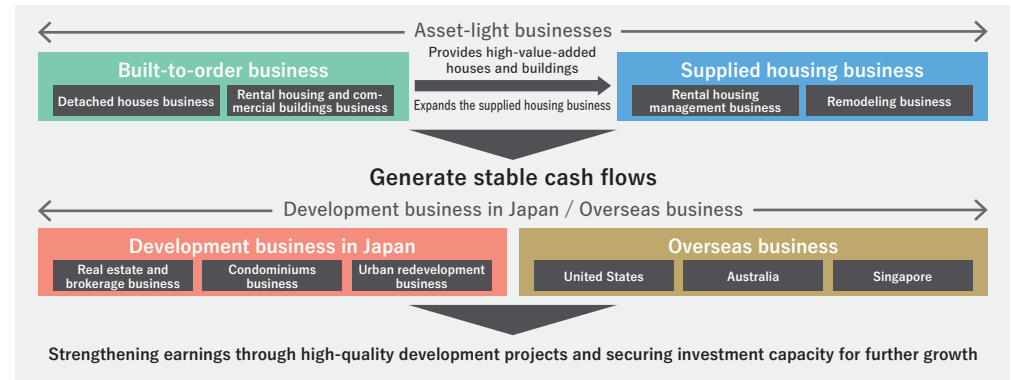 Asset-light businesses
Built-to-order business
Detached houses business
Rental housing and com-
mercial buildings business
Provides high-value-added
houses and buildings
Expands the supplied housing business
Supplied housing business
Rental housing
management business
Remodeling business
Generate stable cash flows
Development business in Japan / Overseas business
Development business in Japan
Real estate and
brokerage business
Condominiums
business
Urban redevelopment
business
Overseas business
United States
Australia
Singapore
Strengthening earnings through high-quality development projects and securing investment capacity for further growth